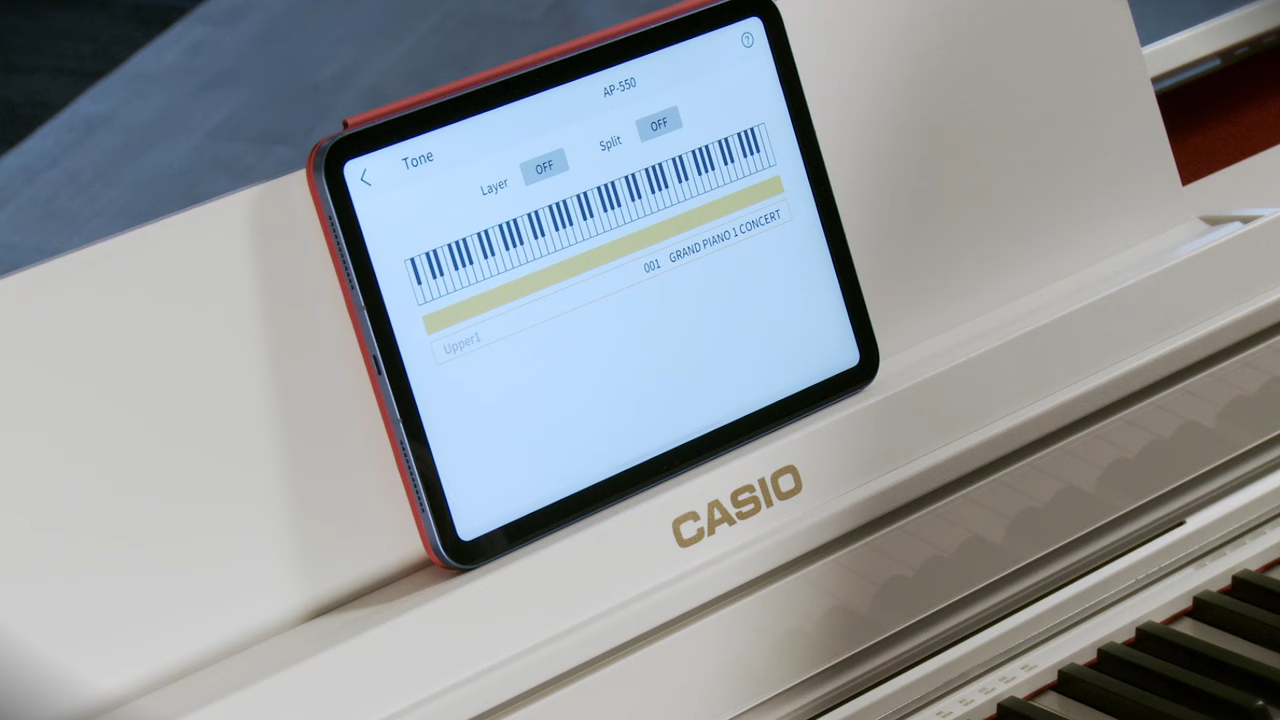 ?
AP-550
< Tone
Layer OFF Split OFF
001 GRAND PIANO 1 CONCERT
Upper1
CASIO